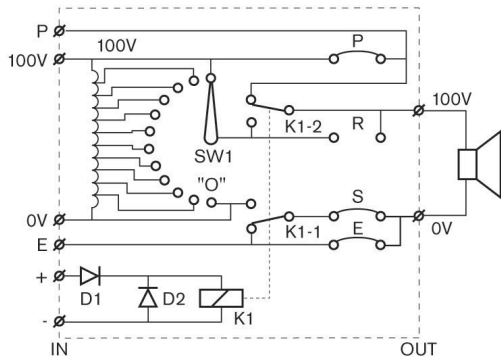 P
100V
100V
P
K1-2
R
100V
SW1
"O"
S
0V
0V
E
K1-1
E
+
D1
D2
K1
-
IN
OUT